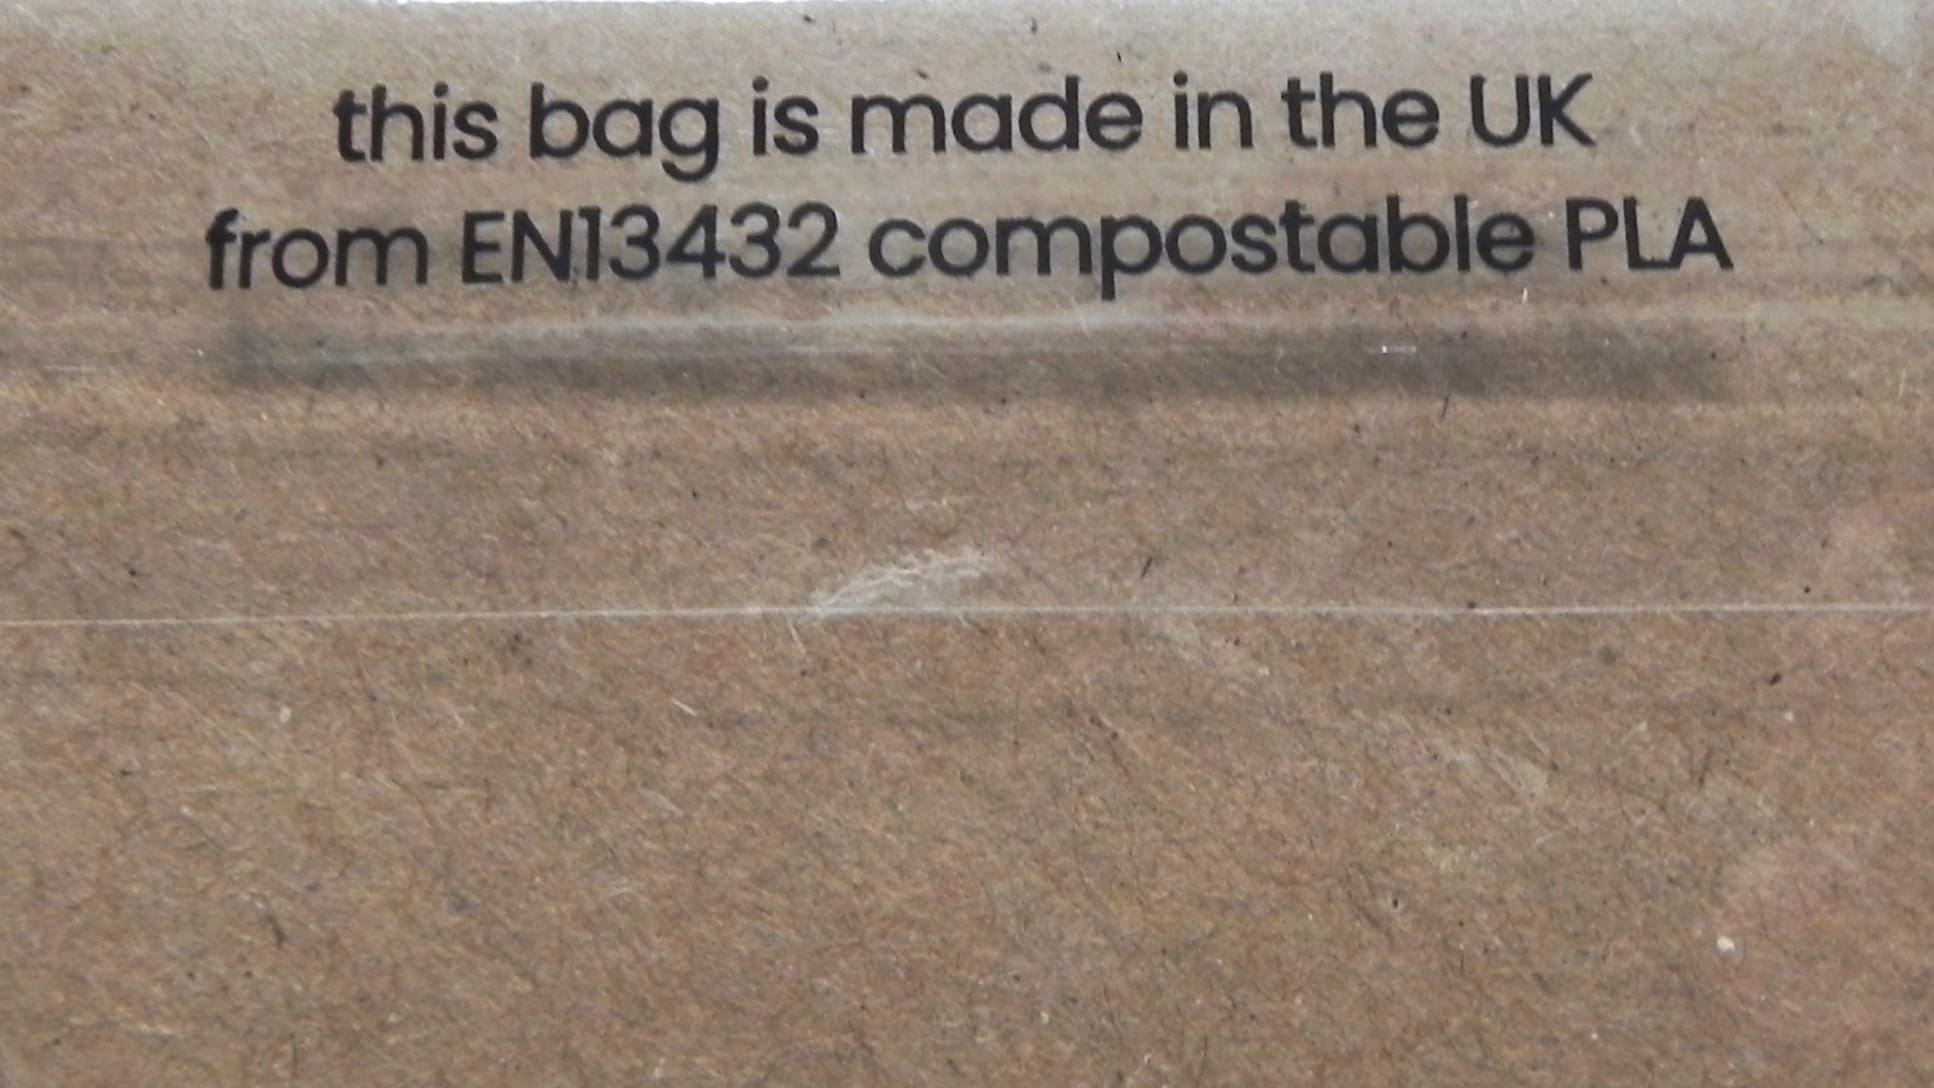 this bag is made in the UK
from EN13432 compostable PLA